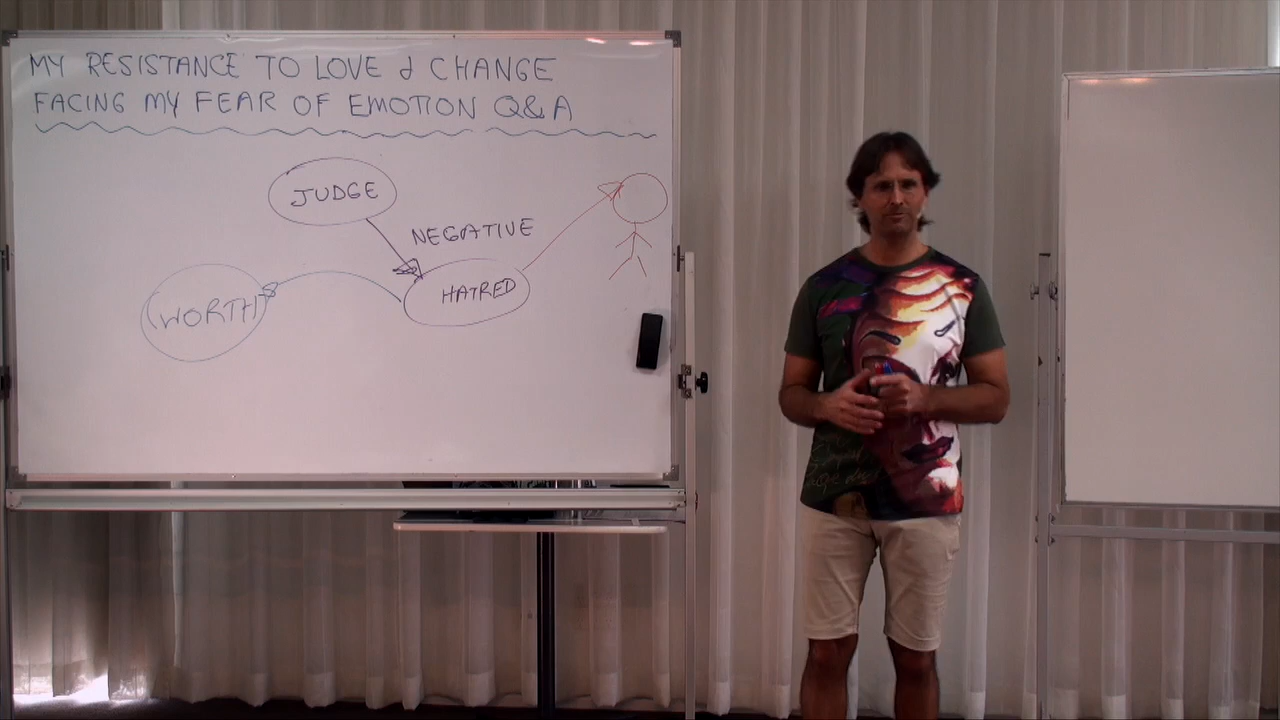 MY RESISTANCE TO LOVE & CHANGE
FACING MY FEAR OF EMOTION Q&A
JUDGE
NEGATIVE
HATRED
WORTH